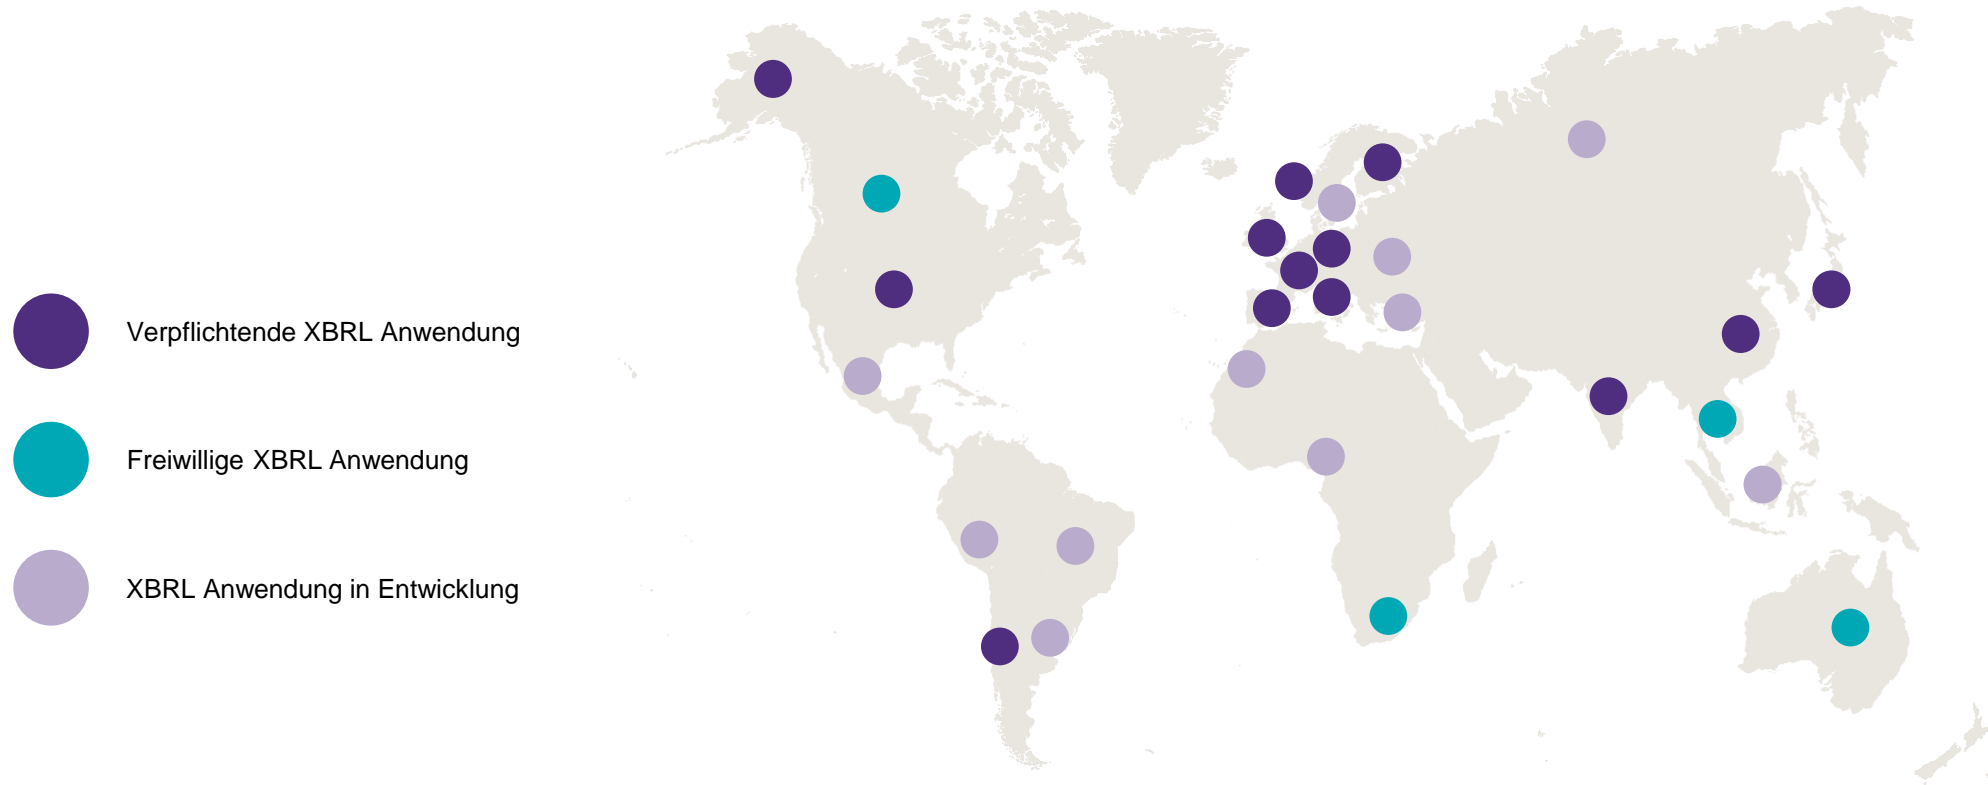 Verpflichtende XBRL Anwendung
Freiwillige XBRL Anwendung
XBRL Anwendung in Entwicklung